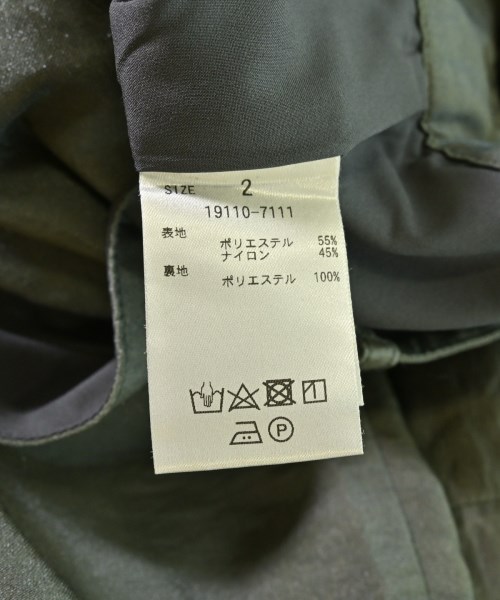 SIZE 2
19110-7111
表地
ポリエステル 55%
ナイロン 45%
裏地
ポリエステル 100%
P